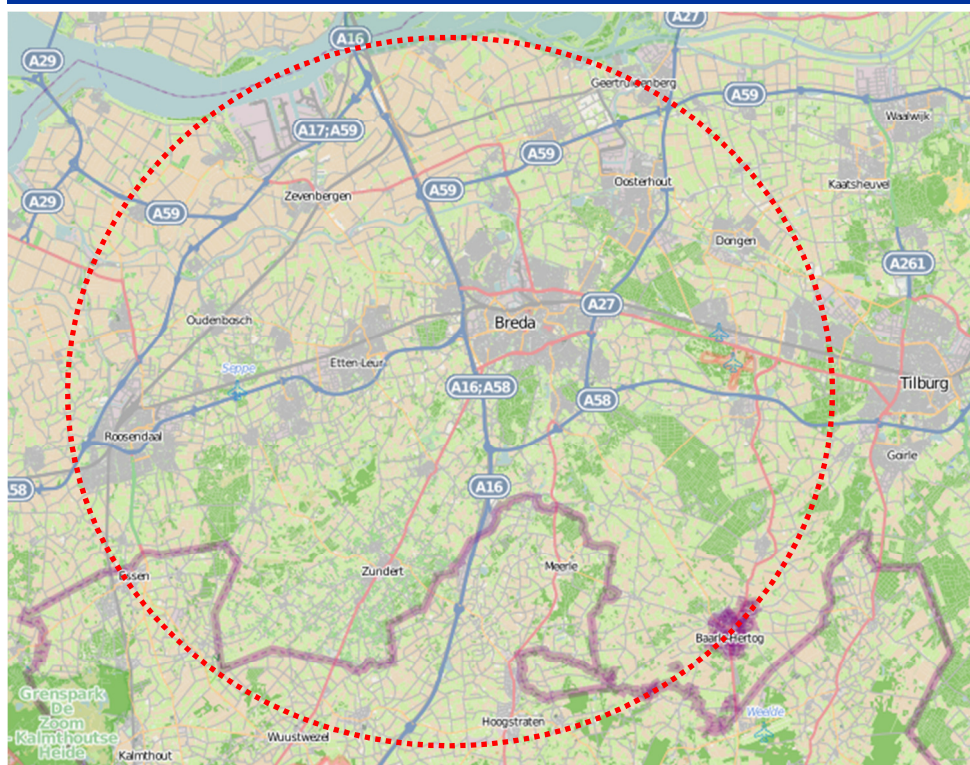 A27
A16
A29
Geertruidenberg
A59
Waalwijk
A17;A59
A59
Oosterhout
Kaatsheuvel
A59
Zevenbergen
A29
A59
Dongen
A261
A27
Oudenbosch
Breda
Etten-Leur
Seppe
A16;A58
Tilburg
A58
Roosendaal
Goirle
A16
58
Meerle
Zundert
Essen
Baarle-Hertog
Weelde
Grenspark
De
Zoom
- Kalmthoutse
Heide
Hoogstraten
Wuustwezel
Kalmthout